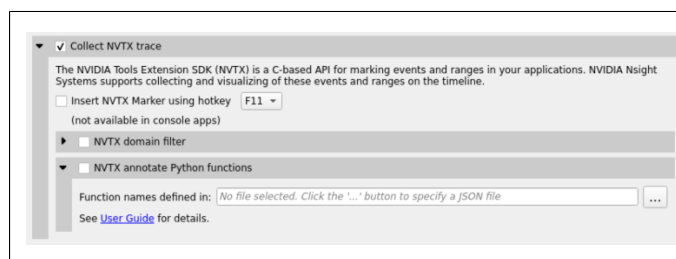 Collect NVTX trace
The NVIDIA Tools Extension SDK (NVTX) is a C-based API for marking events and ranges in your applications. NVIDIA Nsight
Systems supports collecting and visualizing of these events and ranges on the timeline.
Insert NVTX Marker using hotkey F11
(not available in console apps)
NVTX domain filter
NVTX annotate Python functions
Function names defined in: No file selected. Click the '...' button to specify a JSON file ...
See User Guide for details.